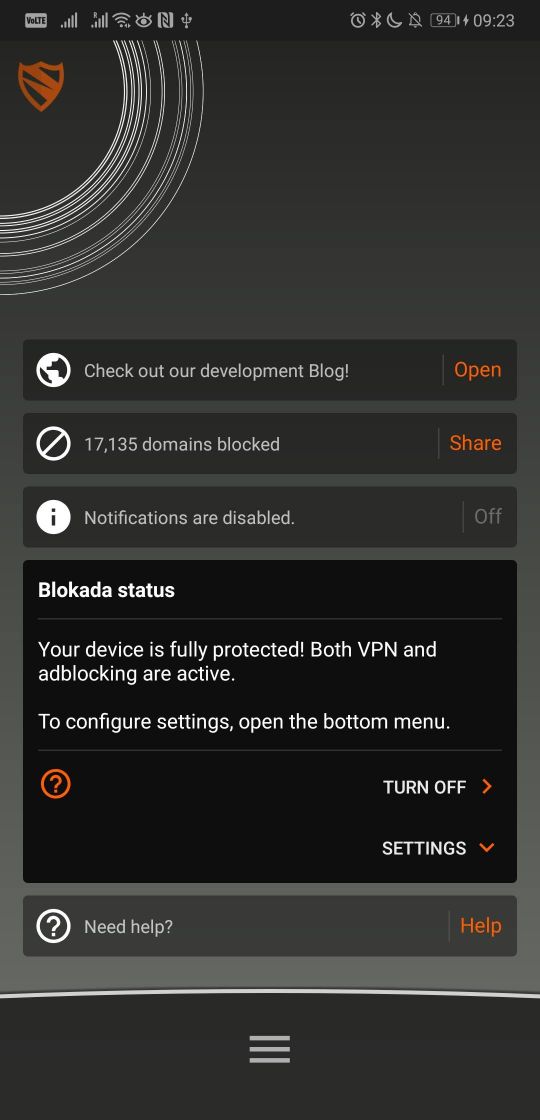 VoLTE
R
94
09:23
Check out our development Blog!
Open
17,135 domains blocked
Share
Notifications are disabled.
Off
Blokada status
Your device is fully protected! Both VPN and
adblocking are active.
To configure settings, open the bottom menu.
TURN OFF
SETTINGS
Need help?
Help